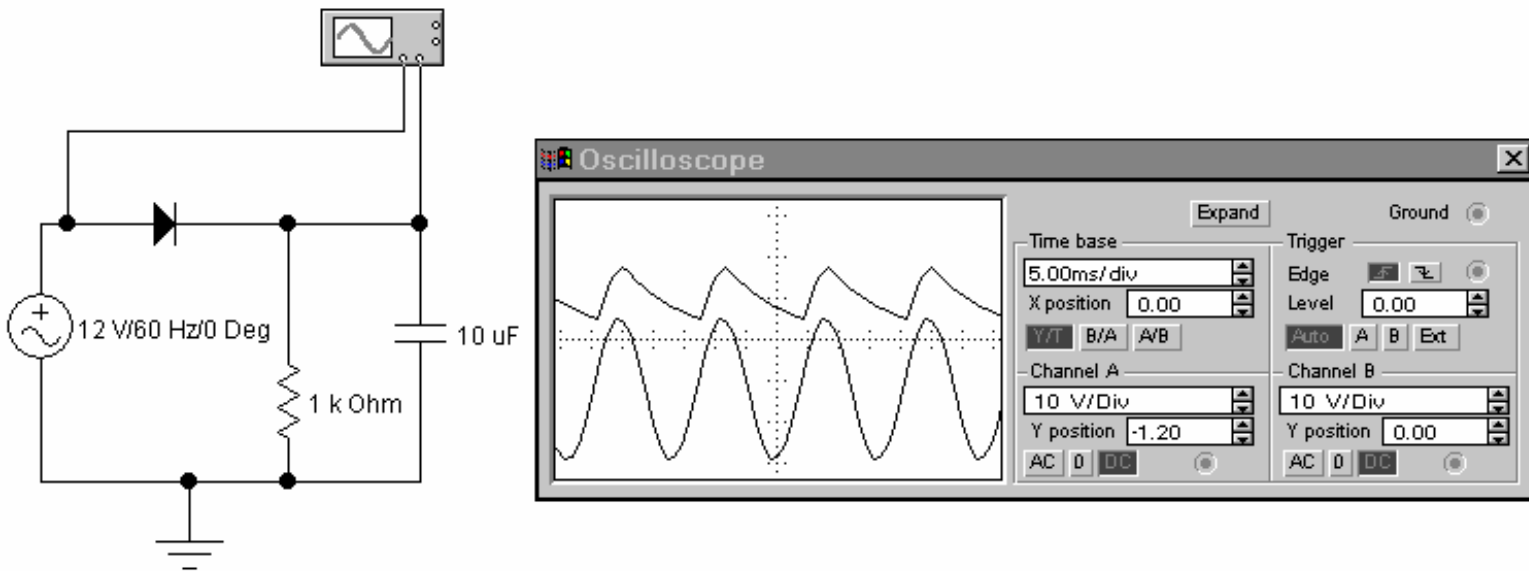 12 V/60 Hz/0 Deg
1 k Ohm
10 uF
Oscilloscope
Expand
Ground
Time base
5.00ms/div
X position 0.00
Y/T B/A A/B
Trigger
Edge
Level 0.00
Auto A B Ext
Channel A
10 V/Div
Y position -1.20
AC 0 DC
Channel B
10 V/Div
Y position 0.00
AC 0 DC